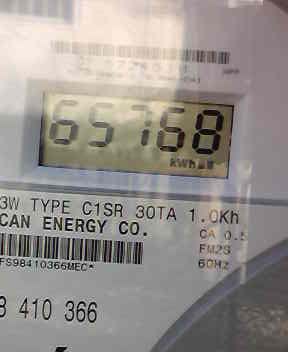 65768
kWh
3W TYPE C1SR 30TA 1.0Kh
CAN ENERGY CO.
CA 0.5
FM2S
60Hz
FS98410366MEC*
8 410 366